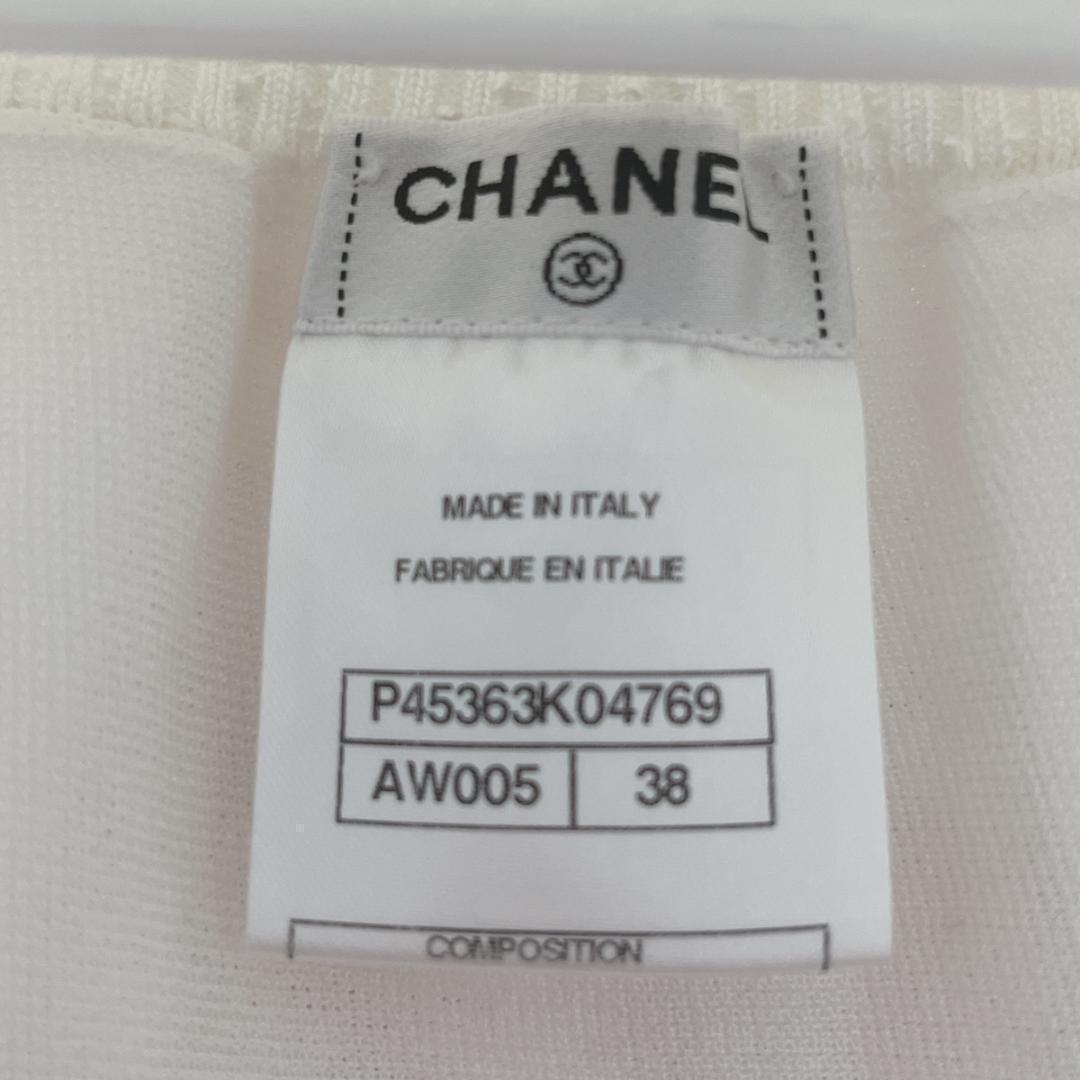 CHANEL
MADE IN ITALY
FABRIQUE EN ITALIE
P45363K04769
AW005 38
COMPOSITION